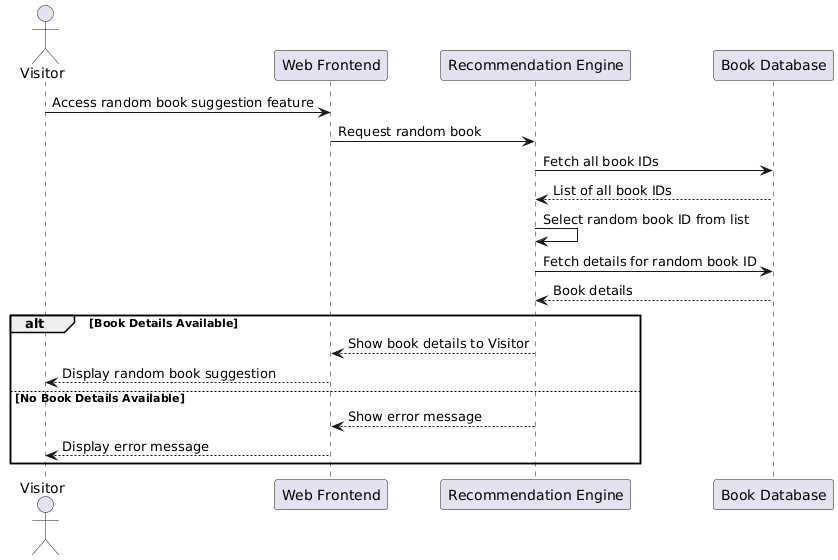 Visitor
Web Frontend
Recommendation Engine
Book Database
Access random book suggestion feature
Request random book
Fetch all book IDs
List of all book IDs
Select random book ID from list
Fetch details for random book ID
Book details
alt
[Book Details Available]
Show book details to Visitor
Display random book suggestion
[No Book Details Available]
Show error message
Display error message
Visitor
Web Frontend
Recommendation Engine
Book Database